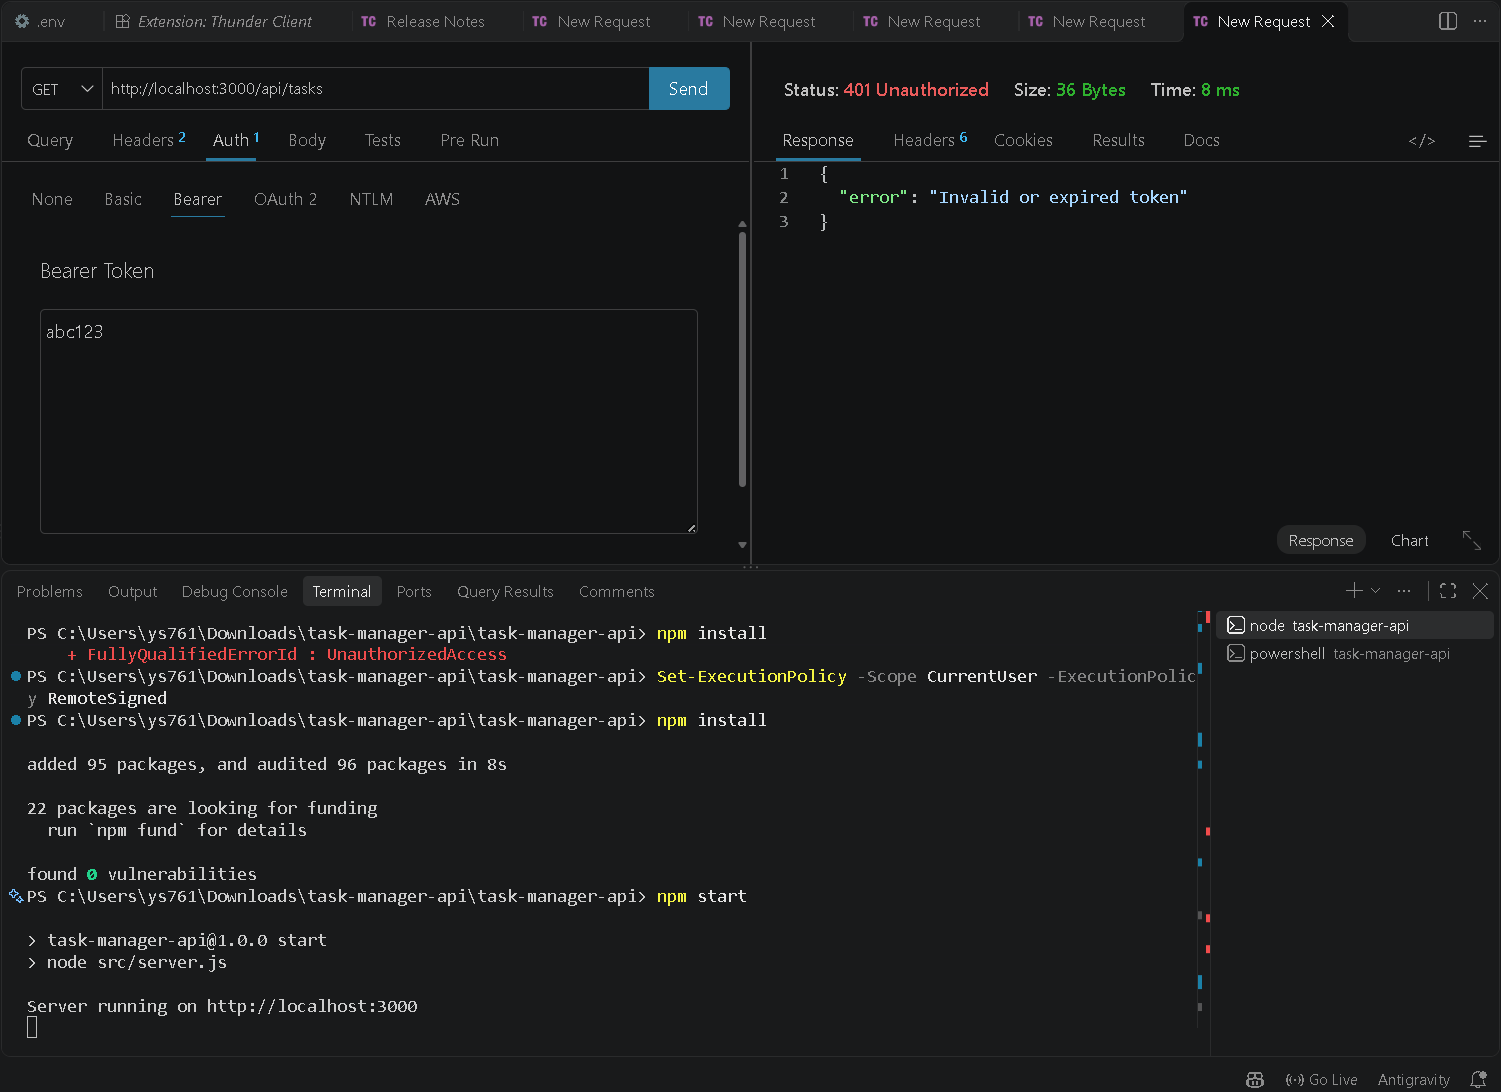 .env Extension: Thunder Client TC Release Notes TC New Request TC New Request TC New Request TC New Request TC New Request
GET http://localhost:3000/api/tasks Send
Query Headers 2 Auth 1 Body Tests Pre Run
None Basic Bearer OAuth 2 NTLM AWS
Bearer Token
abc123
Status: 401 Unauthorized Size: 36 Bytes Time: 8 ms
Response Headers 6 Cookies Results Docs </>
1 {
2 "error": "Invalid or expired token"
3 }
Response Chart
Problems Output Debug Console Terminal Ports Query Results Comments
PS C:\Users\ys761\Downloads\task-manager-api\task-manager-api> npm install
+ FullyQualifiedErrorId : UnauthorizedAccess
PS C:\Users\ys761\Downloads\task-manager-api\task-manager-api> Set-ExecutionPolicy -Scope CurrentUser -ExecutionPolic
y RemoteSigned
PS C:\Users\ys761\Downloads\task-manager-api\task-manager-api> npm install
added 95 packages, and audited 96 packages in 8s
22 packages are looking for funding
run `npm fund` for details
found 0 vulnerabilities
PS C:\Users\ys761\Downloads\task-manager-api\task-manager-api> npm start
> task-manager-api@1.0.0 start
> node src/server.js
Server running on http://localhost:3000
node task-manager-api
powershell task-manager-api
Go Live Antigravity